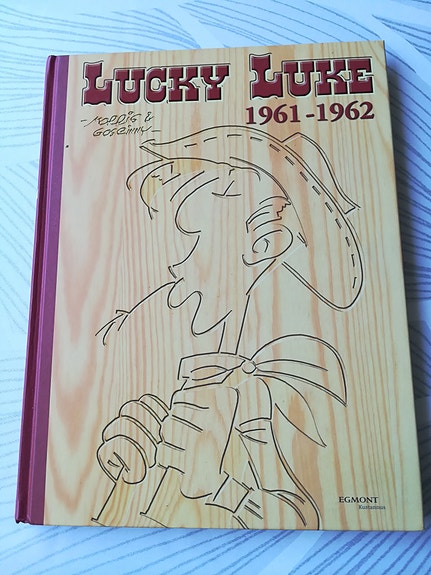 LUCKY LUKE
1961-1962
- MORRIS &
GOSCINNY -
EGMONT
Kustannus